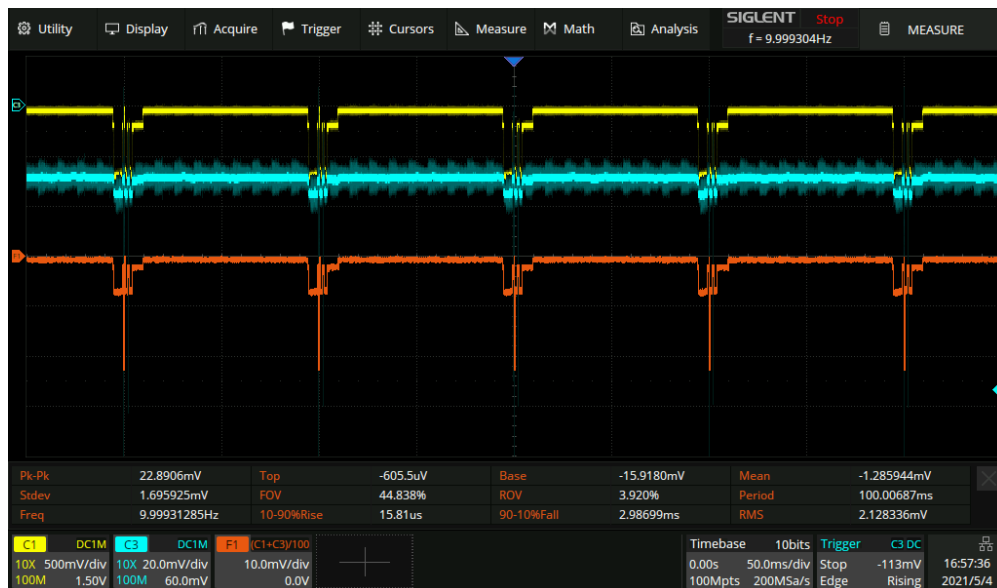 Utility Display Acquire Trigger Cursors Measure Math Analysis SIGLENT Stop MEASURE
f = 9.999304Hz
C3
F1
Pk-Pk 22.8906mV Top -605.5uV Base -15.9180mV Mean -1.285944mV
Stdev 1.695925mV FOV 44.838% ROV 3.920% Period 100.00687ms
Freq 9.99931285Hz 10-90%Rise 15.81us 90-10%Fall 2.98699ms RMS 2.128336mV
C1 DC1M C3 DC1M F1 (C1+C3)/100 Timebase 10bits Trigger C3 DC
10X 500mV/div 10X 20.0mV/div 10.0mV/div 0.00s 50.0ms/div Stop -113mV 16:57:36
100M 1.50V 100M 60.0mV 0.0V 100Mpts 200MSa/s Edge Rising 2021/5/4